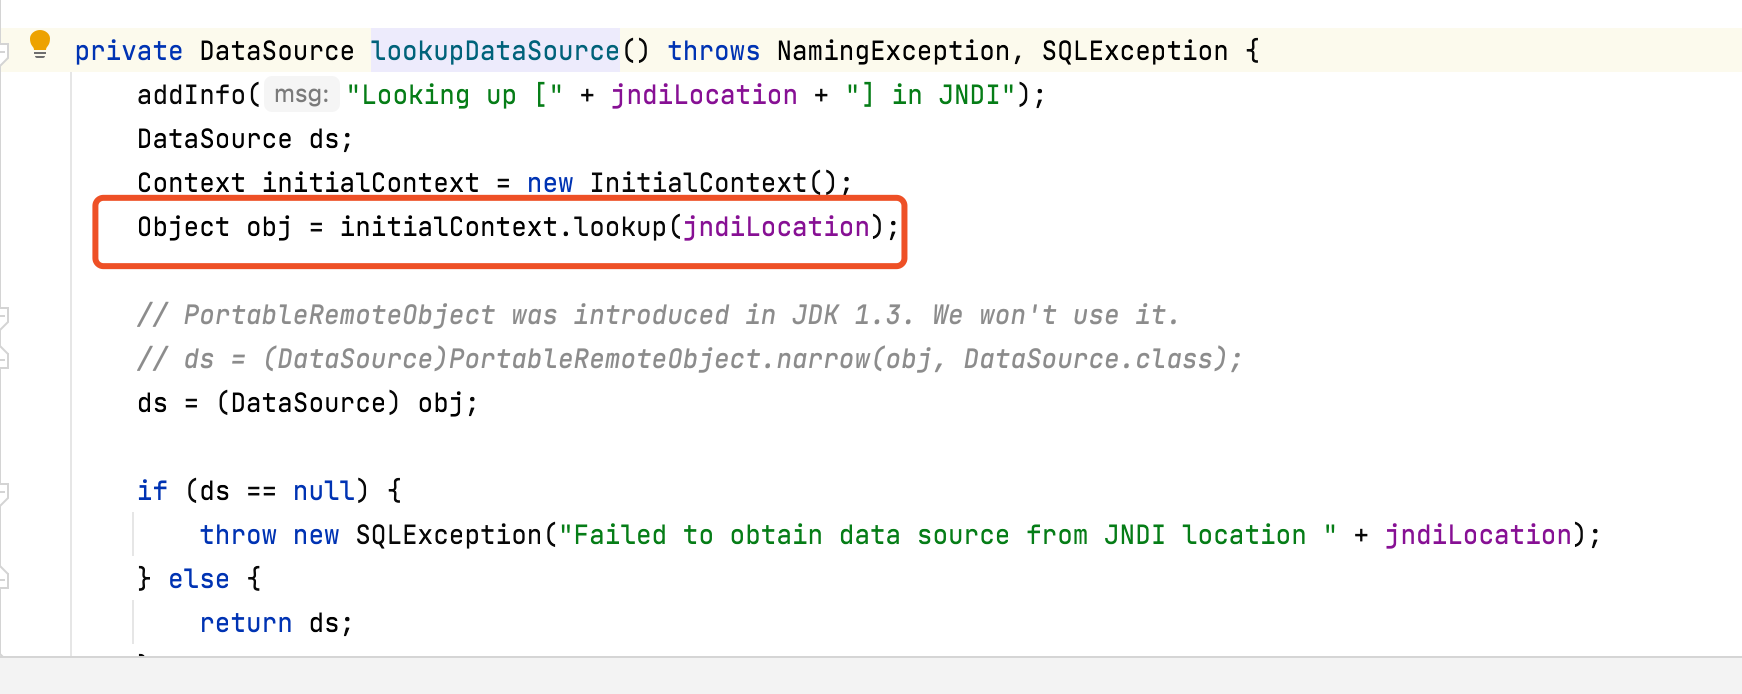 private DataSource lookupDataSource() throws NamingException, SQLException {
addInfo( msg: "Looking up [" + jndiLocation + "] in JNDI");
DataSource ds;
Context initialContext = new InitialContext();
Object obj = initialContext.lookup(jndiLocation);
// PortableRemoteObject was introduced in JDK 1.3. We won't use it.
// ds = (DataSource)PortableRemoteObject.narrow(obj, DataSource.class);
ds = (DataSource) obj;
if (ds == null) {
throw new SQLException("Failed to obtain data source from JNDI location " + jndiLocation);
} else {
return ds;